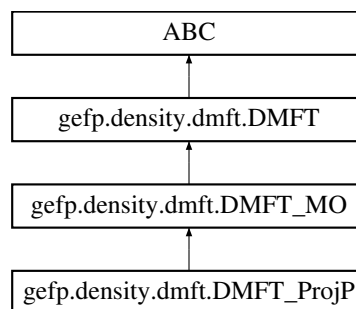 ABC
gefp.density.dmft.DMFT
gefp.density.dmft.DMFT_MO
gefp.density.dmft.DMFT_ProjP